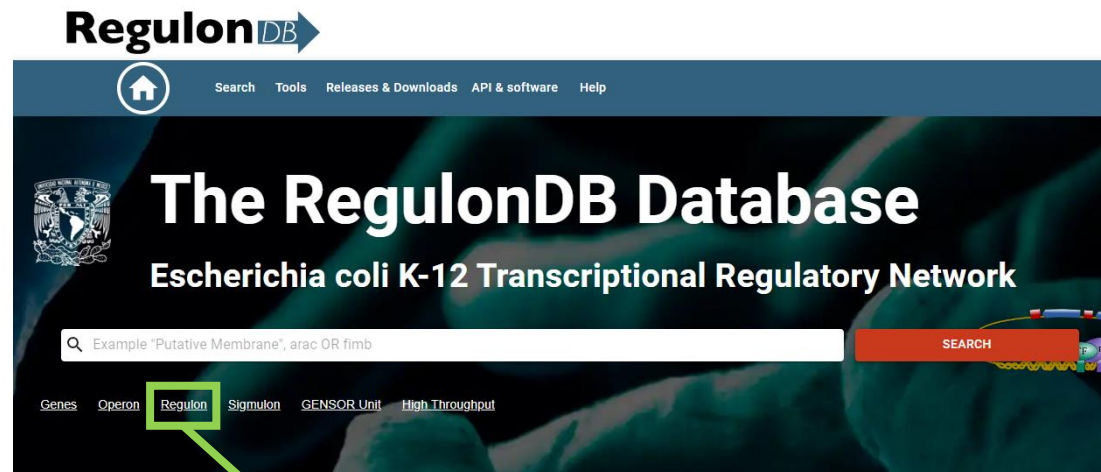 RegulonDB
Search Tools Releases & Downloads API & software Help
The RegulonDB Database
Escherichia coli K-12 Transcriptional Regulatory Network
Example "Putative Membrane", arac OR fimb
SEARCH
Genes Operon Regulon Sigmulon GENSOR Unit High Throughput